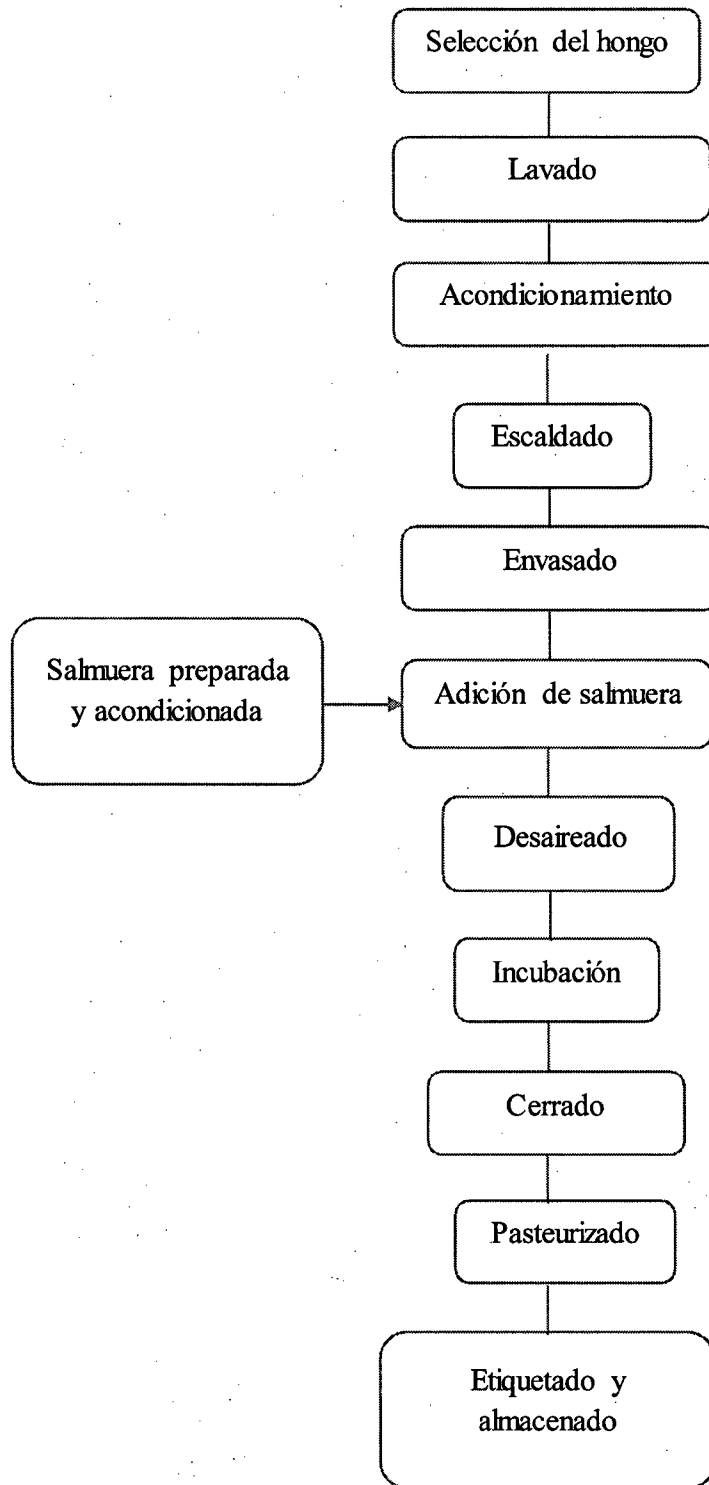 Selección del hongo
Lavado
Acondicionamiento
Escaldado
Envasado
Salmuera preparada
y acondicionada
Adición de salmuera
Desaireado
Incubación
Cerrado
Pasteurizado
Etiquetado y
almacenado